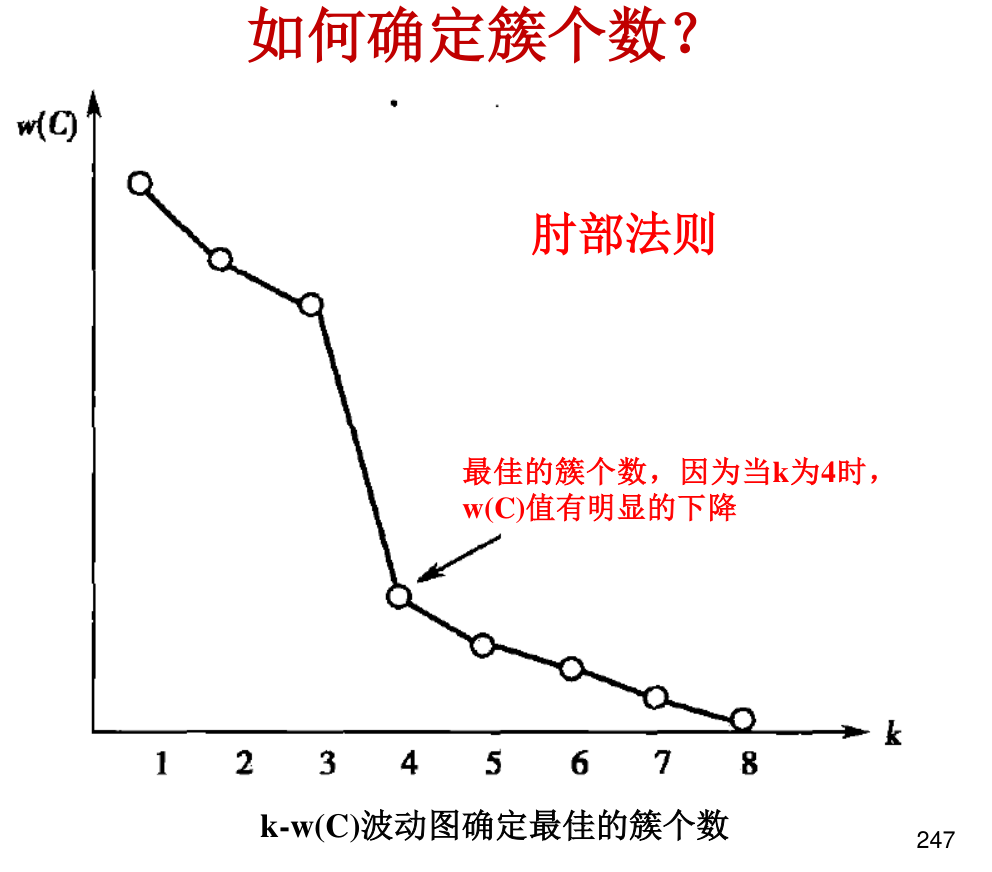 如何确定簇个数？
w(C)
肘部法则
最佳的簇个数，因为当k为4时，
w(C)值有明显的下降
k
1 2 3 4 5 6 7 8
k-w(C)波动图确定最佳的簇个数
247